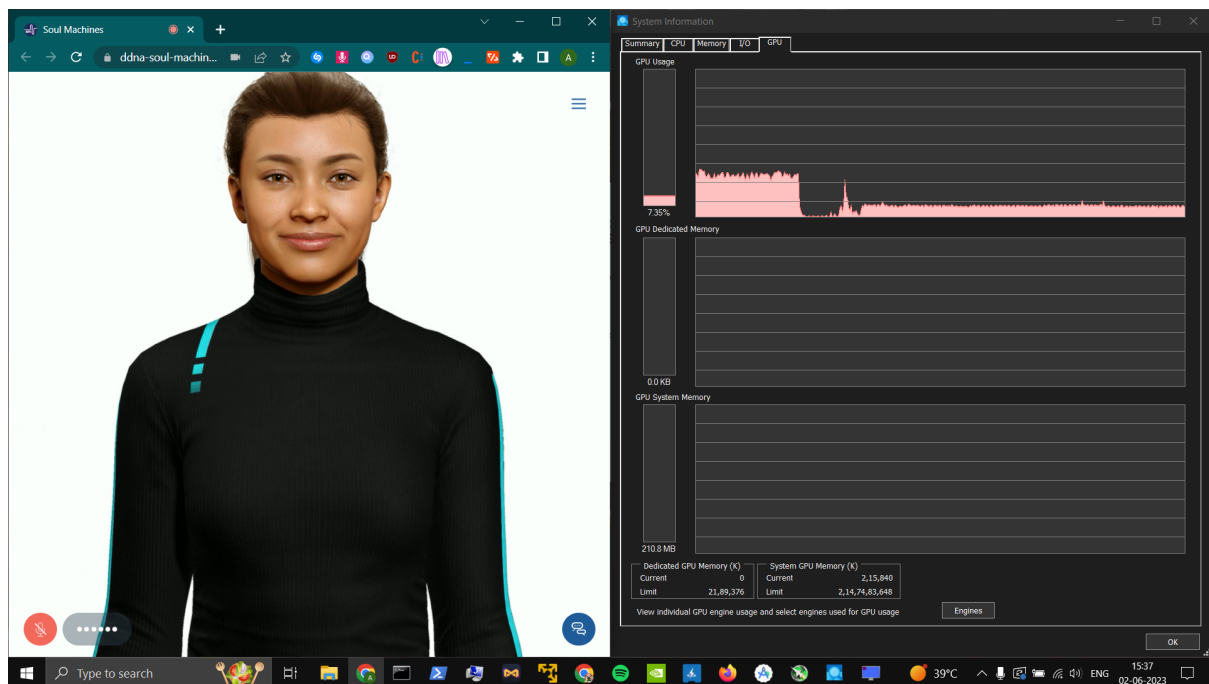 Soul Machines
ddna-soul-machin...
A
System Information
Summary CPU Memory I/O GPU
GPU Usage
7.35%
GPU Dedicated Memory
0.0 KB
GPU System Memory
210.8 MB
Dedicated GPU Memory (K)
Current 0
Limit 21,89,376
System GPU Memory (K)
Current 2,15,840
Limit 2,14,74,83,648
View individual GPU engine usage and select engines used for GPU usage
Engines
OK
Type to search
39°C
ENG
15:37
02-06-2023